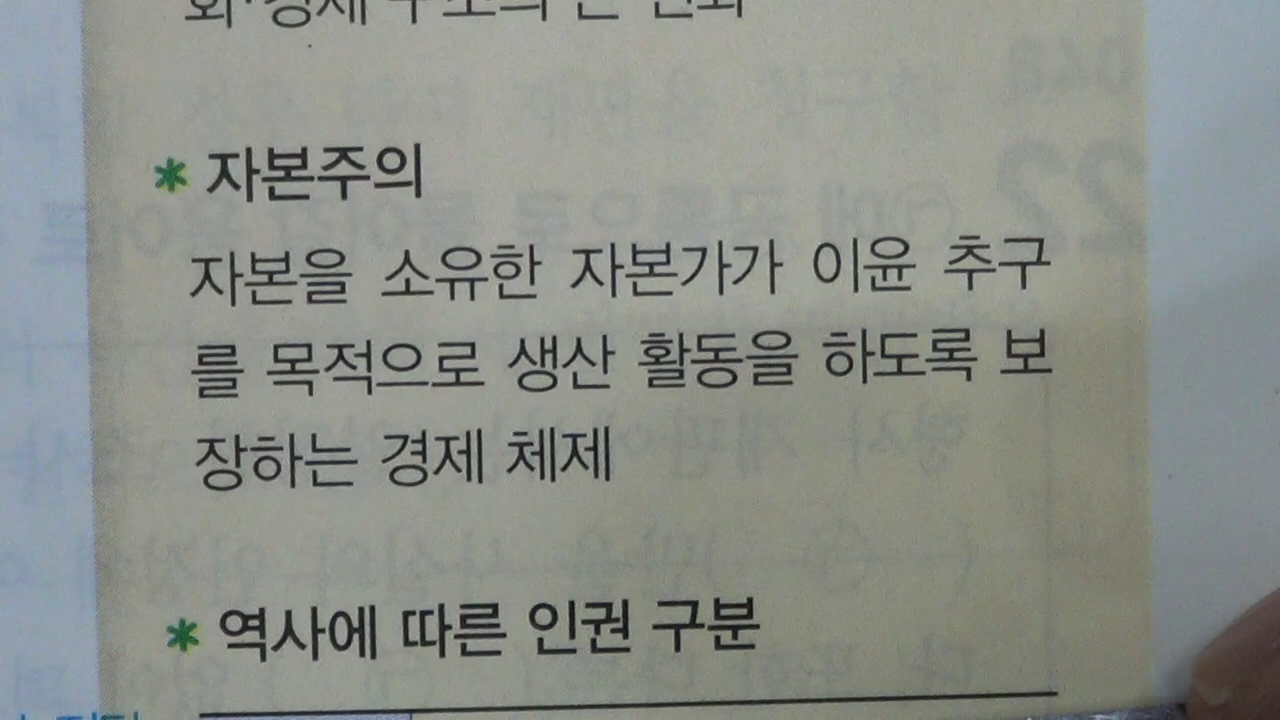 * 자본주의
자본을 소유한 자본가가 이윤 추구
를 목적으로 생산 활동을 하도록 보
장하는 경제 체제
* 역사에 따른 인권 구분